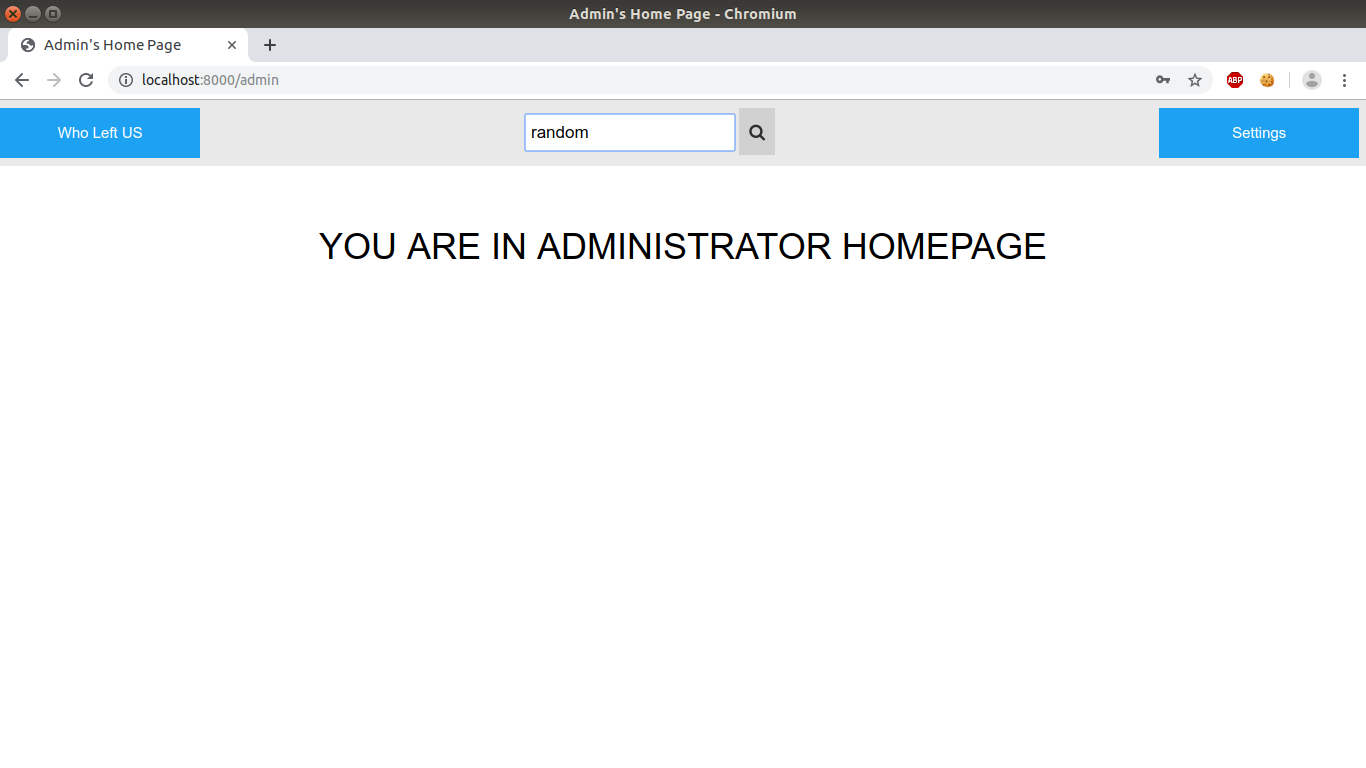 Admin's Home Page - Chromium
Admin's Home Page
localhost:8000/admin
ABP
Who Left US
random
Settings
YOU ARE IN ADMINISTRATOR HOMEPAGE